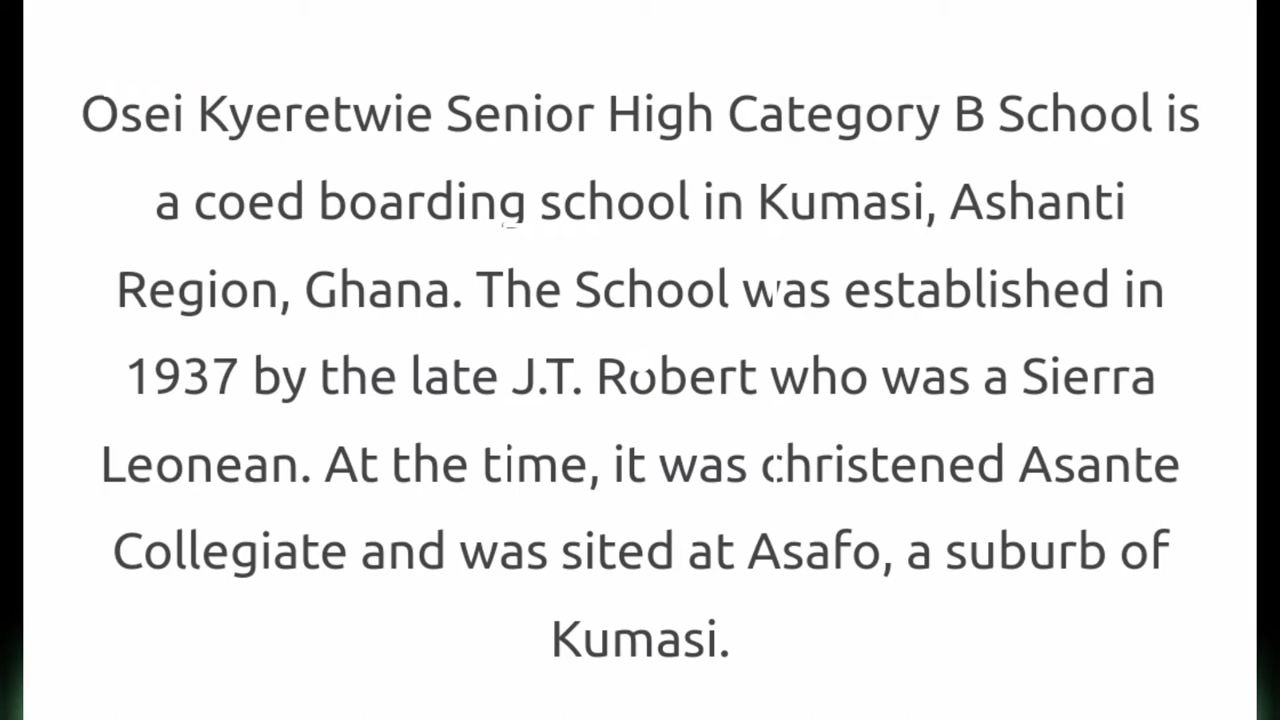 Osei Kyeretwie Senior High Category B School is
a coed boarding school in Kumasi, Ashanti
Region, Ghana. The School was established in
1937 by the late J.T. Robert who was a Sierra
Leonean. At the time, it was christened Asante
Collegiate and was sited at Asafo, a suburb of
Kumasi.